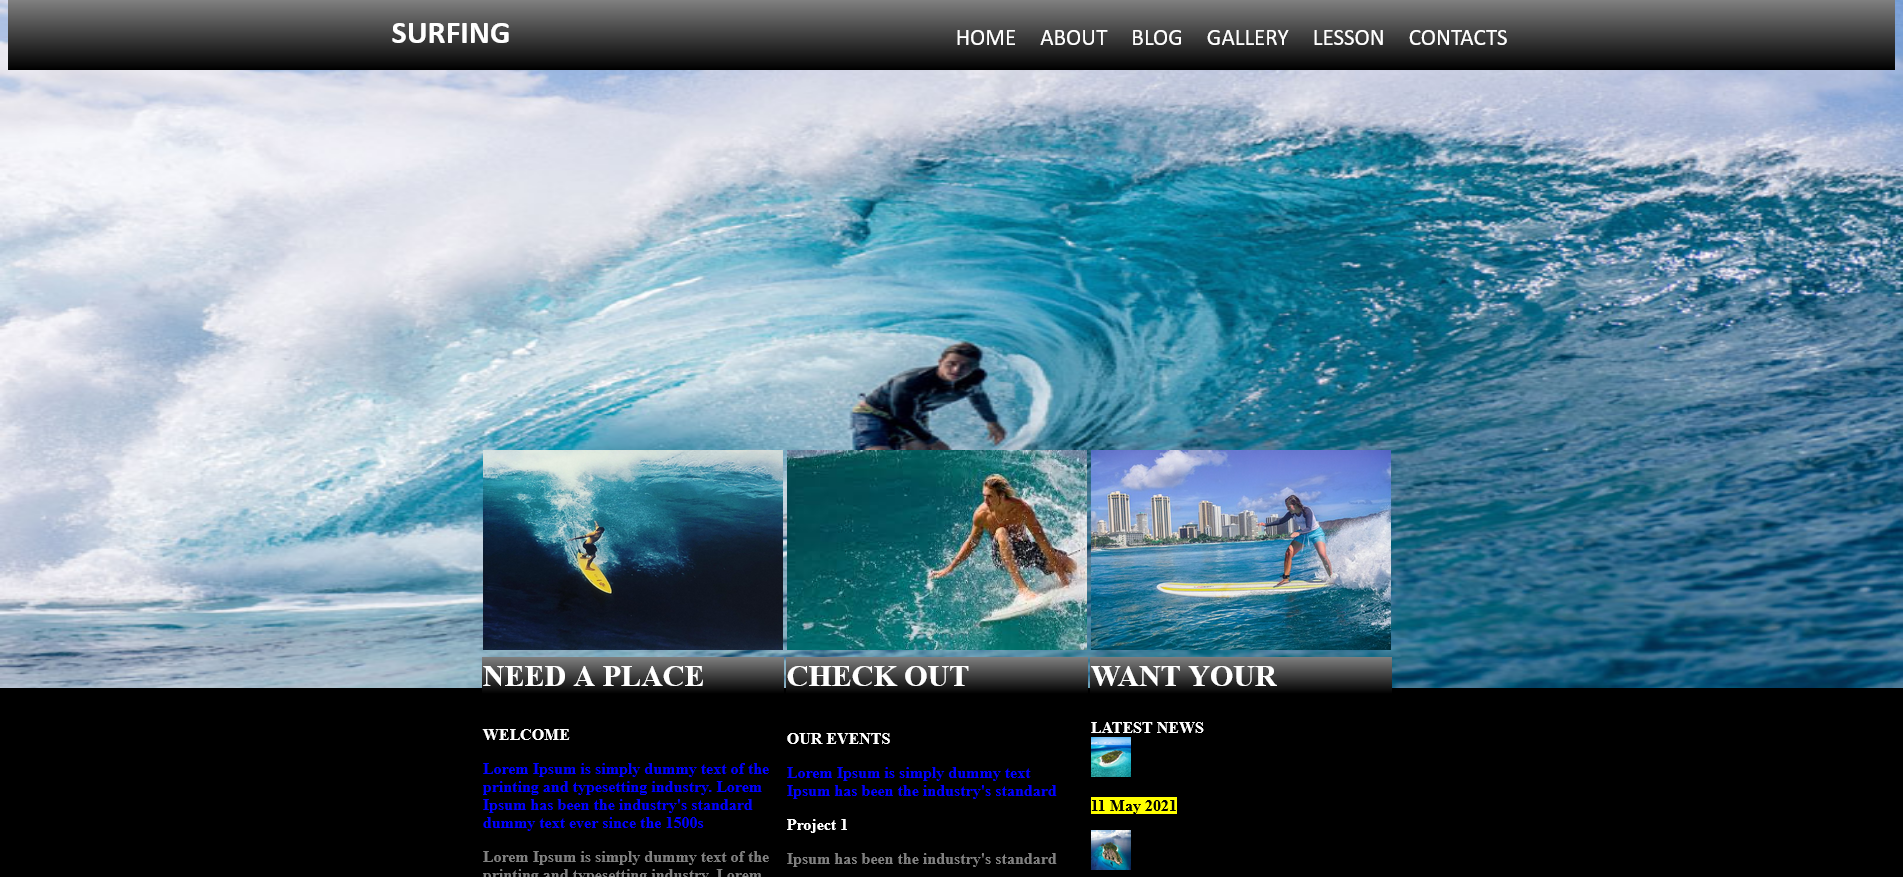 SURFING
HOME ABOUT BLOG GALLERY LESSON CONTACTS
NEED A PLACE
CHECK OUT
WANT YOUR
WELCOME
Lorem Ipsum is simply dummy text of the
printing and typesetting industry. Lorem
Ipsum has been the industry's standard
dummy text ever since the 1500s
Lorem Ipsum is simply dummy text of the
printing and typesetting industry. Lorem
OUR EVENTS
Lorem Ipsum is simply dummy text
Ipsum has been the industry's standard
Project 1
Ipsum has been the industry's standard
LATEST NEWS
11 May 2021